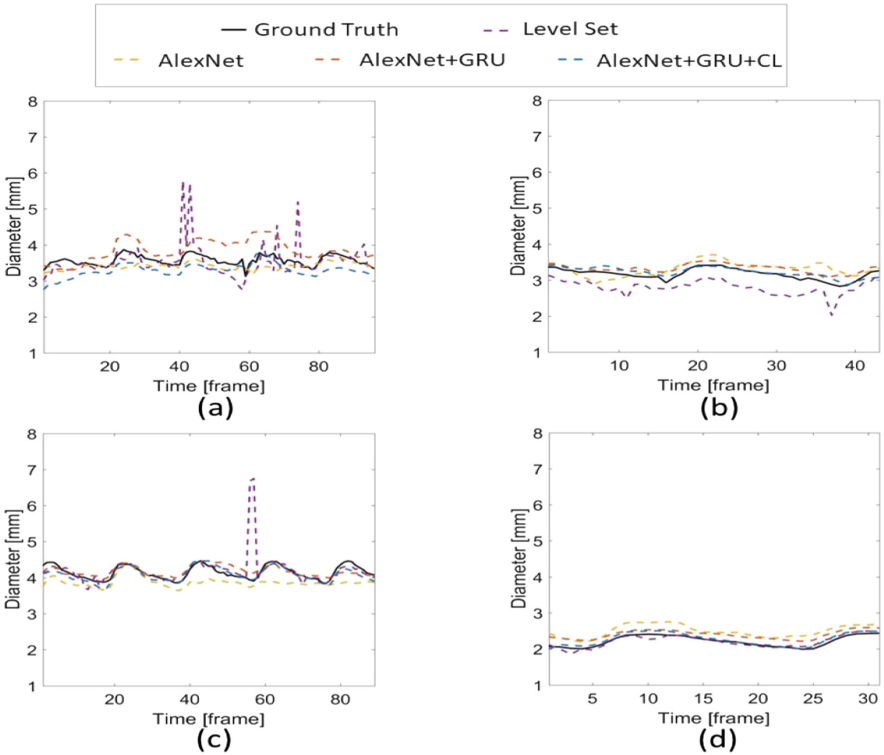 Ground Truth
Level Set
AlexNet
AlexNet+GRU
AlexNet+GRU+CL
8
7
6
5
4
3
2
1
Diameter [mm]
20
40
60
80
Time [frame]
(a)
8
7
6
5
4
3
2
1
Diameter [mm]
10
20
30
40
Time [frame]
(b)
8
7
6
5
4
3
2
1
Diameter [mm]
20
40
60
80
Time [frame]
(c)
8
7
6
5
4
3
2
1
Diameter [mm]
5
10
15
20
25
30
Time [frame]
(d)